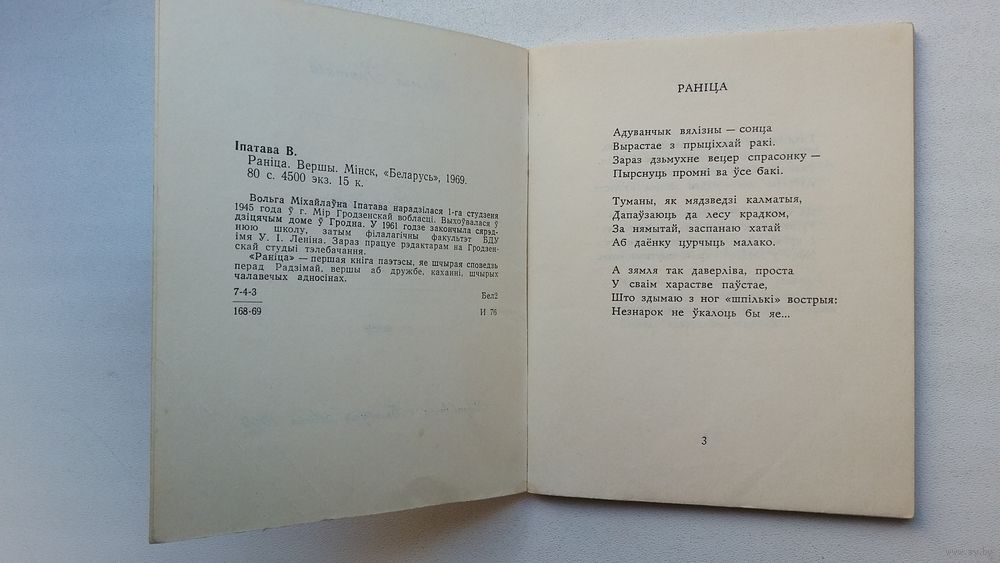 Іпатава В.
Раніца. Вершы. Мінск, «Беларусь», 1969.
80 с. 4500 экз. 15 к.
Вольга Міхайлаўна Іпатава нарадзілася 1-га студзеня
1945 года ў г. Мір Гродзенскай вобласці. Выхоўвалася ў
дзіцячым доме ў Гродна. У 1961 годзе закончыла сярэд-
нюю школу, затым філалагічны факультэт БДУ
імя У. І. Леніна. Зараз працуе рэдактарам на Гродзен-
скай студыі тэлебачання.
«Раніца» — першая кніга паэтэсы, яе шчырая споведзь
перад Радзімай, вершы аб дружбе, каханні, шчырых
чалавечых адносінах.
7-4-3
168-69
Бел2
И 76
РАНІЦА
Адуванчык вялізны — сонца
Вырастае з прыціхлай ракі.
Зараз дзьмухне вецер спрасонку —
Пырснуць промні ва ўсе бакі.
Туманы, як мядзведзі калматыя,
Дапаўзаюць да лесу крадком,
За нямытай, заспанаю хатай
Аб даёнку цурчыць малако.
А зямля так даверліва, проста
У сваім харастве паўстае,
Што здымаю з ног «шпількі» вострыя:
Незнарок не ўкалоць бы яе...
3
www.ay.by